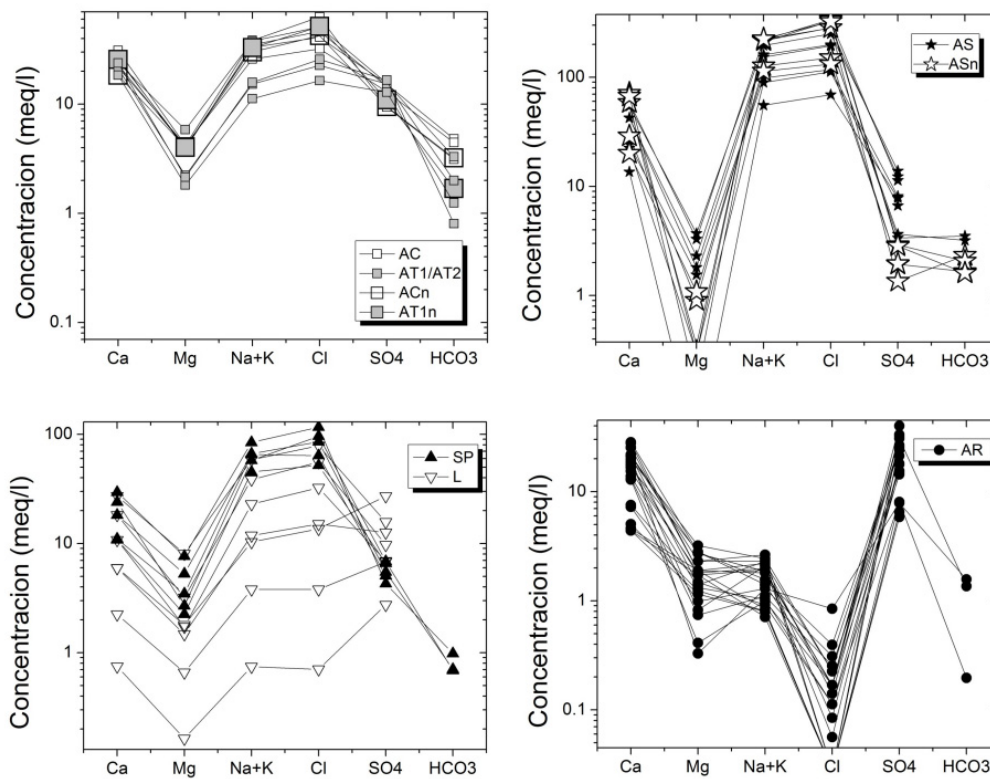 Concentracion (meq/l)
10
1
0.1
Ca Mg Na+K Cl SO4 HCO3
AC
AT1/AT2
ACn
AT1n
Concentracion (meq/l)
100
10
1
Ca Mg Na+K Cl SO4 HCO3
AS
ASn
Concentracion (meq/l)
100
10
1
Ca Mg Na+K Cl SO4 HCO3
SP
L
Concentracion (meq/l)
10
1
0.1
Ca Mg Na+K Cl SO4 HCO3
AR